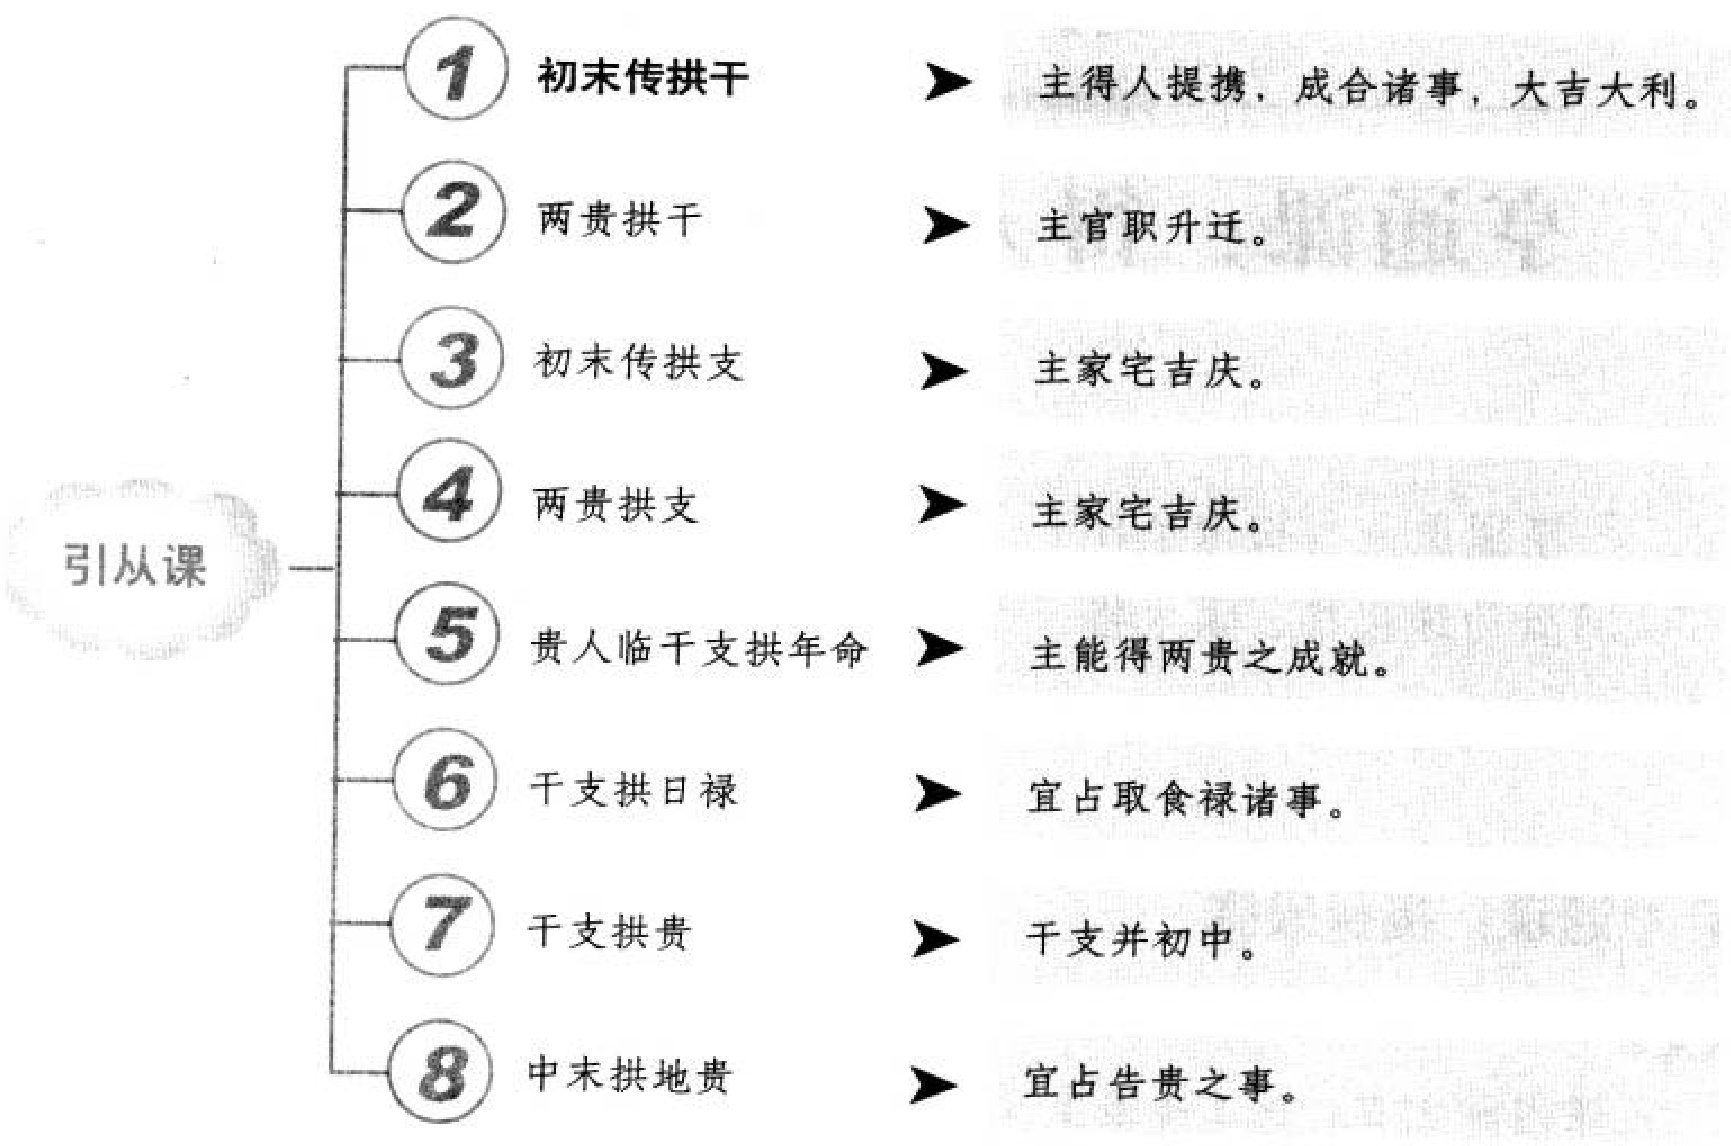 引从课
1 初末传拱干 主得人提携，成合诸事，大吉大利。
2 两贵拱干 主官职升迁。
3 初末传拱支 主家宅吉庆。
4 两贵拱支 主家宅吉庆。
5 贵人临干支拱年命 主能得两贵之成就。
6 干支拱日禄 宜占取食禄诸事。
7 干支拱贵 干支并初中。
8 中末拱地贵 宜占告贵之事。